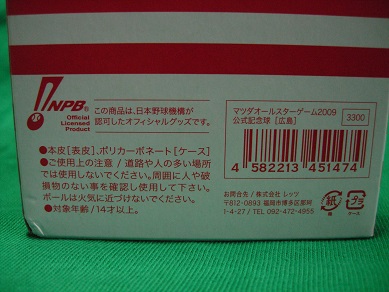 NPB®
Official
Licensed
Product
この商品は、日本野球機構が
認可したオフィシャルグッズです。
マツダオールスターゲーム2009
公式記念球［広島］
3300
4 582213 451474
●本皮［表皮］、ポリカーボネート［ケース］
●ご使用上の注意 / 道路や人の多い場所
では使用しないでください。周囲に人や破
損物のない事を確認し使用して下さい。
ボールは火気に近づけないでください。
●対象年齢/14才以上。
お問合先 / 株式会社 レッツ
〒812-0893 福岡市博多区那珂
1-4-27 / TEL 092-472-4955
紙
プラ